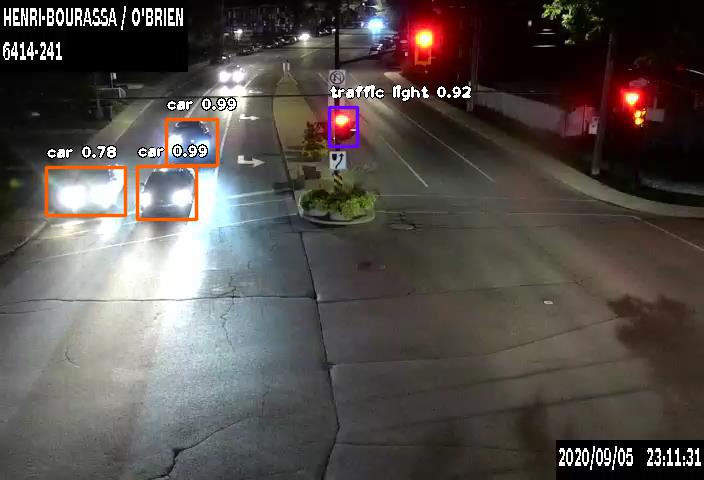 HENRI-BOURASSA / O'BRIEN
6414-241
traffic light 0.92
car 0.99
car 0.78
car 0.99
2020/09/05 23:11:31